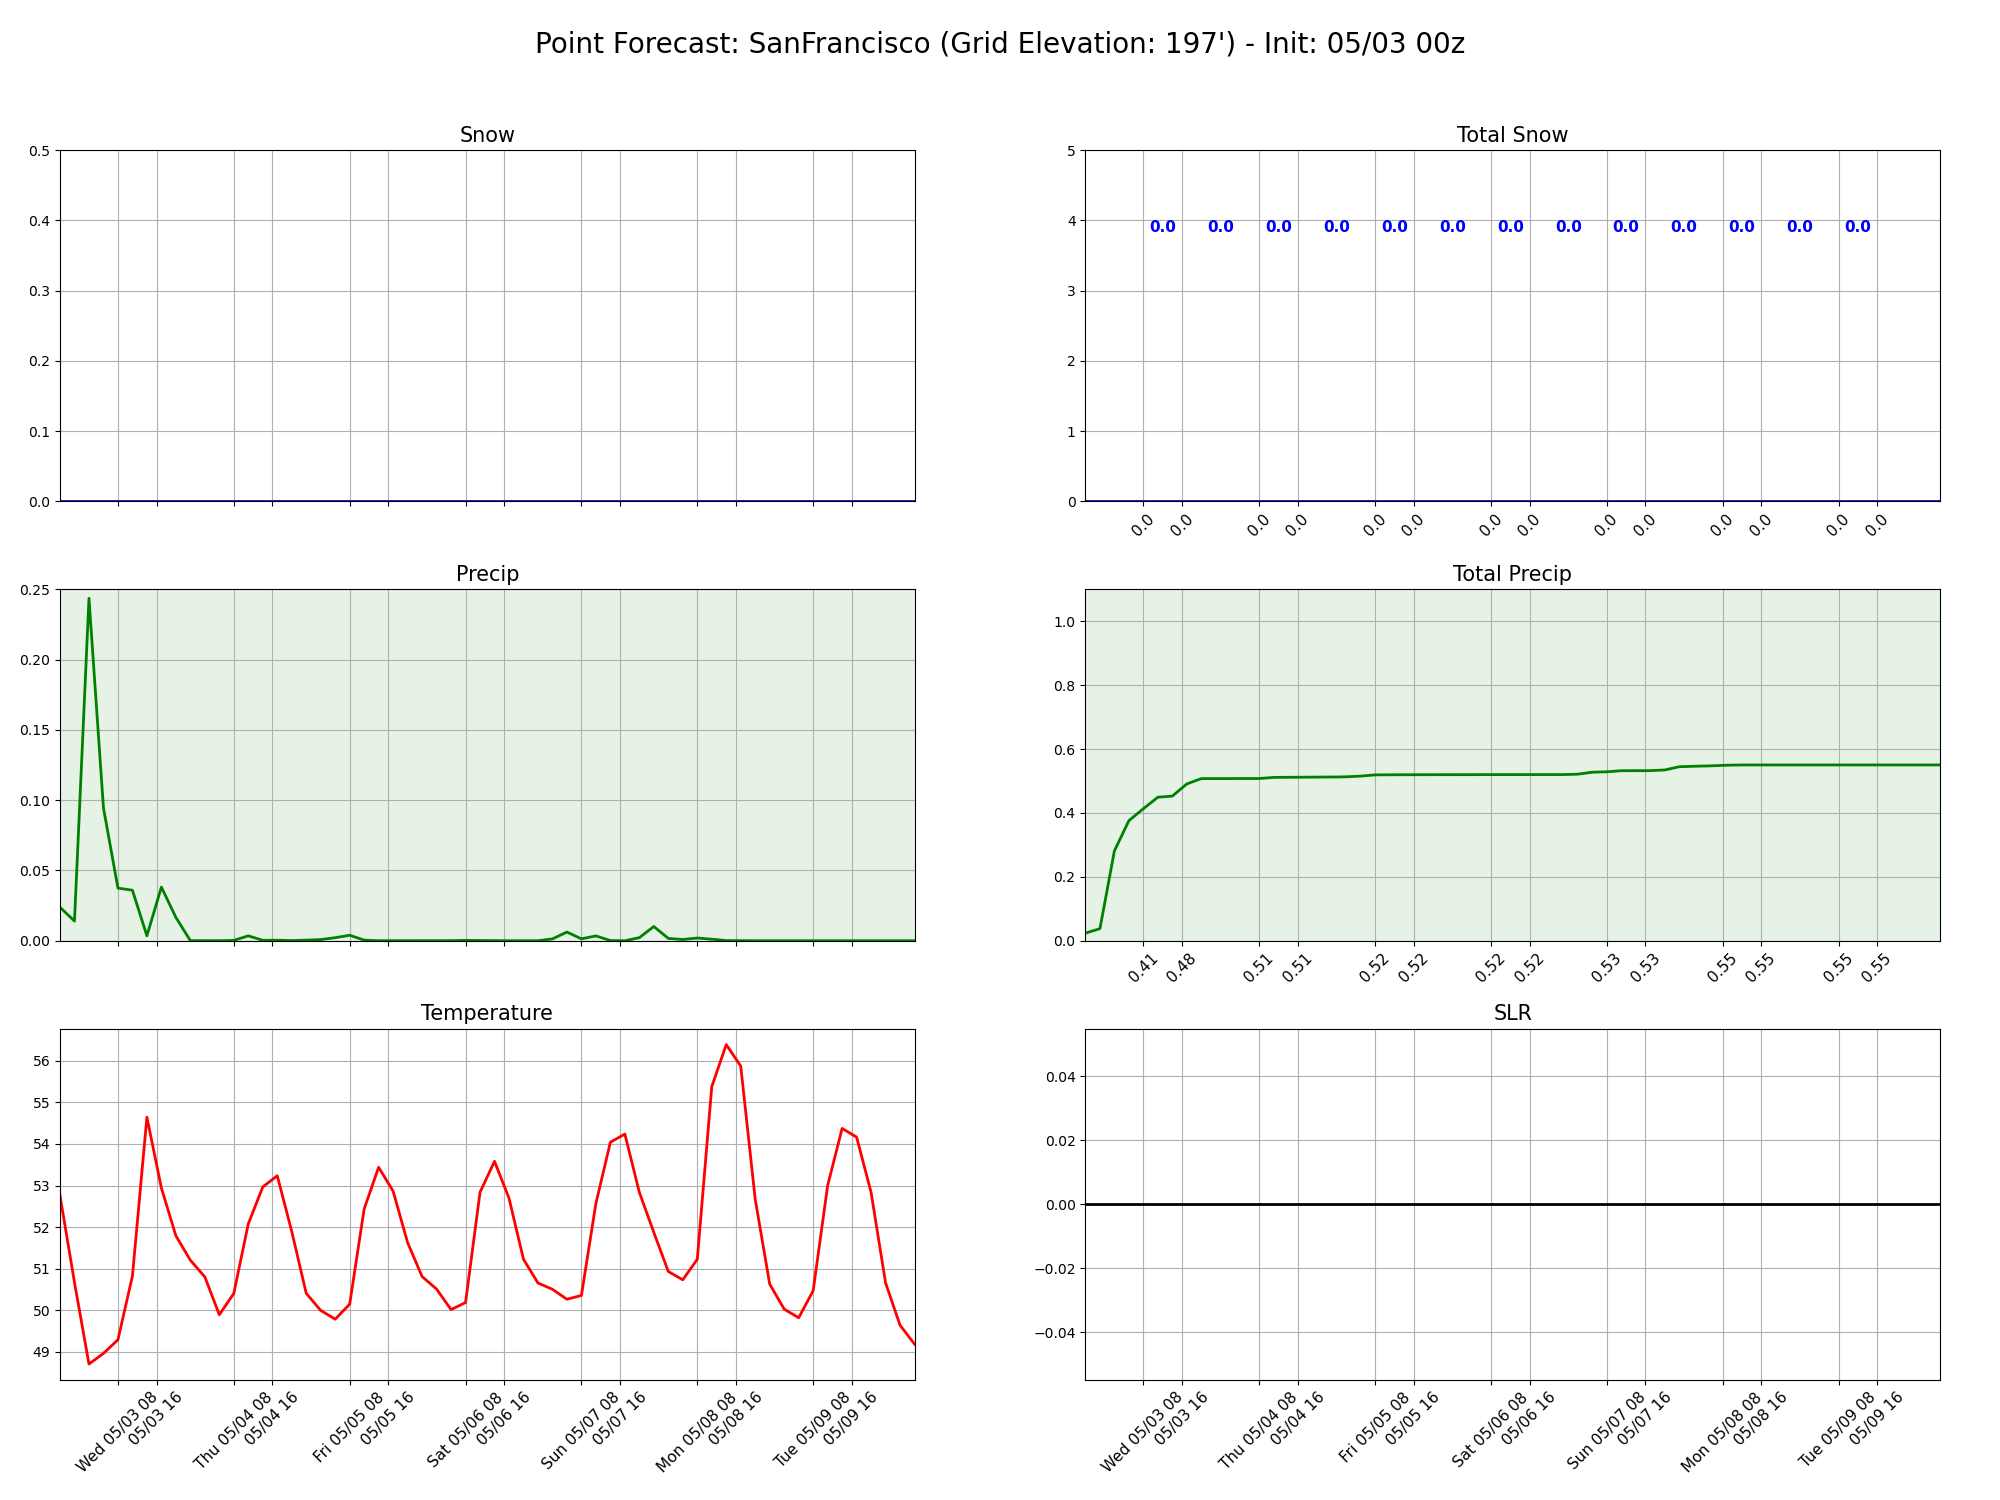 Point Forecast: SanFrancisco (Grid Elevation: 197') - Init: 05/03 00z
Snow
0.5
0.4
0.3
0.2
0.1
0.0
Total Snow
5
4
3
2
1
0
0.0 0.0 0.0 0.0 0.0 0.0 0.0 0.0 0.0 0.0 0.0 0.0 0.0
0.0 0.0 0.0 0.0 0.0 0.0 0.0 0.0 0.0 0.0 0.0 0.0 0.0 0.0
Precip
0.25
0.20
0.15
0.10
0.05
0.00
Total Precip
1.0
0.8
0.6
0.4
0.2
0.0
0.41 0.48 0.51 0.51 0.52 0.52 0.52 0.52 0.53 0.53 0.55 0.55 0.55 0.55
Temperature
56
55
54
53
52
51
50
49
Wed 05/03 08
05/03 16
Thu 05/04 08
05/04 16
Fri 05/05 08
05/05 16
Sat 05/06 08
05/06 16
Sun 05/07 08
05/07 16
Mon 05/08 08
05/08 16
Tue 05/09 08
05/09 16
SLR
0.04
0.02
0.00
−0.02
−0.04
Wed 05/03 08
05/03 16
Thu 05/04 08
05/04 16
Fri 05/05 08
05/05 16
Sat 05/06 08
05/06 16
Sun 05/07 08
05/07 16
Mon 05/08 08
05/08 16
Tue 05/09 08
05/09 16